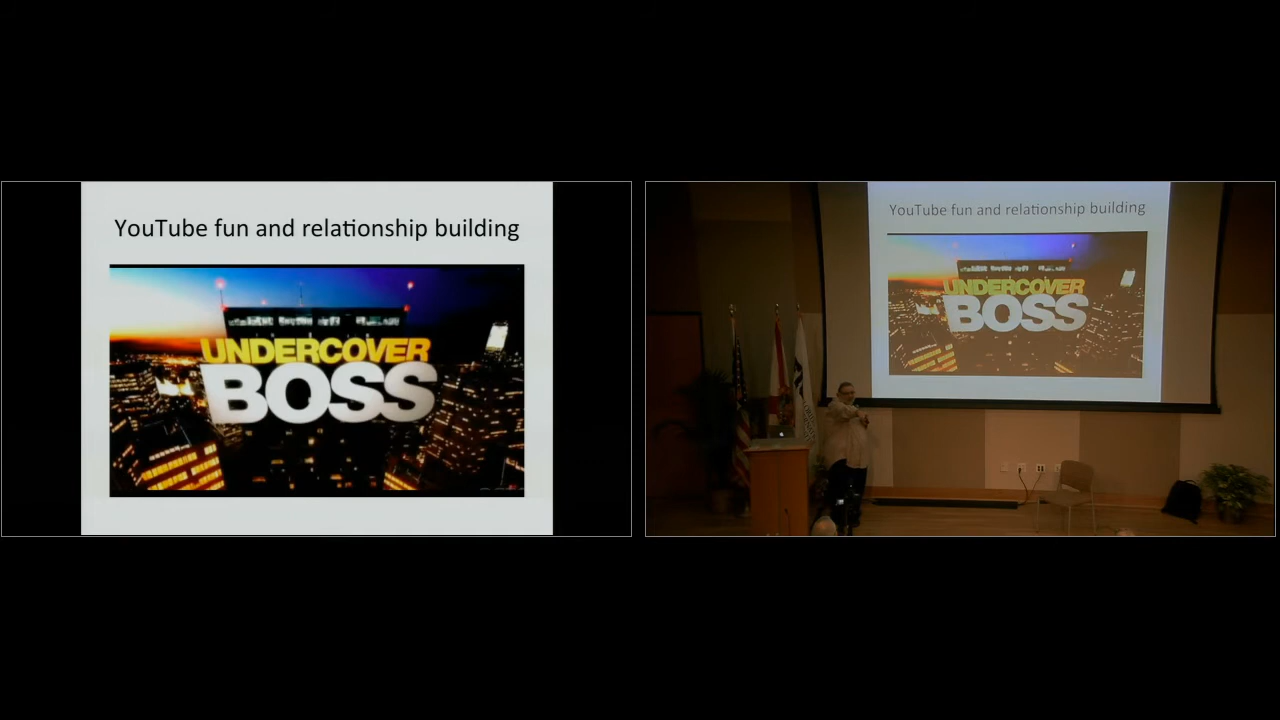 YouTube fun and relationship building
UNDERCOVER
BOSS
YouTube fun and relationship building
UNDERCOVER
BOSS